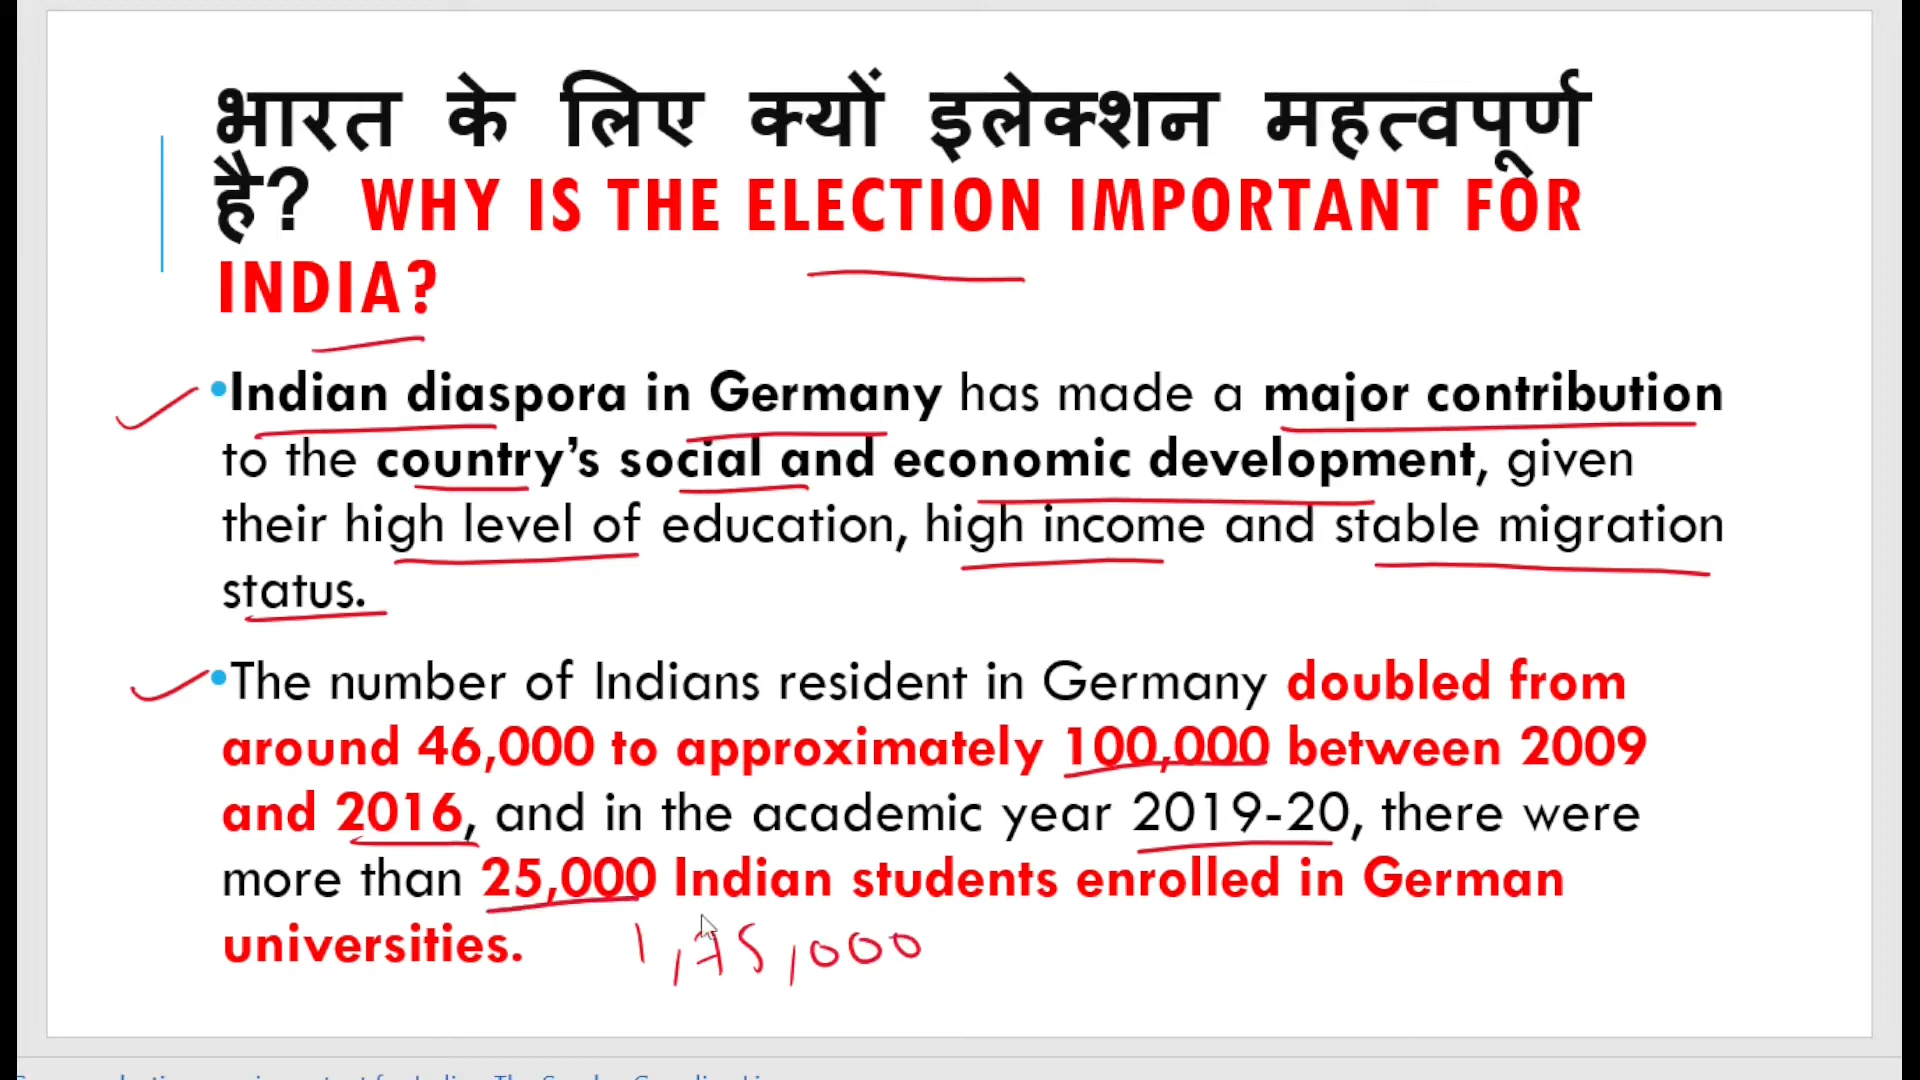 भारत के लिए क्यों इलेक्शन महत्वपूर्ण
है? WHY IS THE ELECTION IMPORTANT FOR
INDIA?
•Indian diaspora in Germany has made a major contribution
to the country’s social and economic development, given
their high level of education, high income and stable migration
status.
•The number of Indians resident in Germany doubled from
around 46,000 to approximately 100,000 between 2009
and 2016, and in the academic year 2019-20, there were
more than 25,000 Indian students enrolled in German
universities. 1,75,000